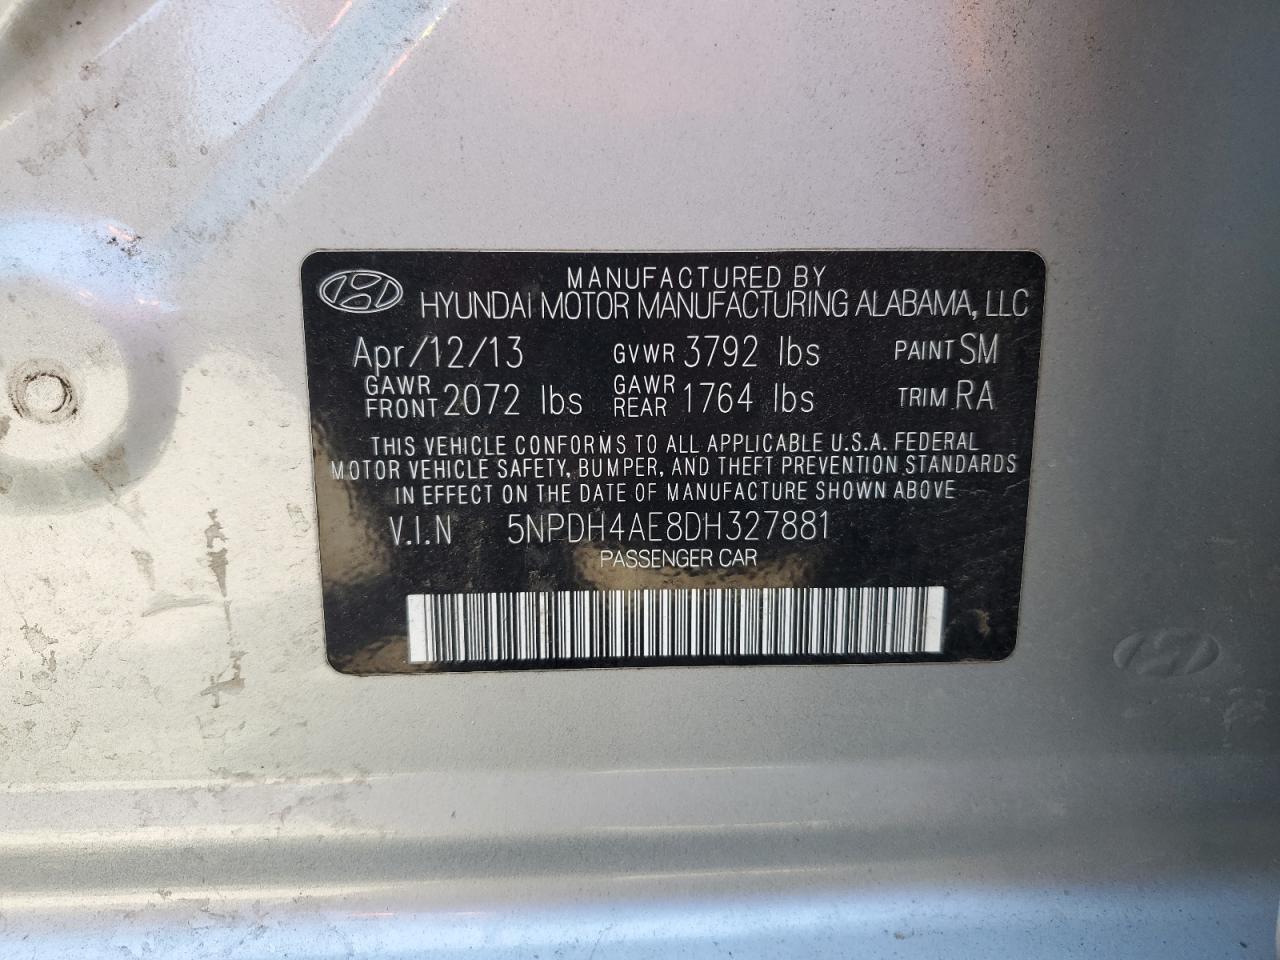 MANUFACTURED BY
HYUNDAI MOTOR MANUFACTURING ALABAMA, LLC
Apr/12/13 GVWR 3792 lbs PAINT SM
GAWR FRONT 2072 lbs GAWR REAR 1764 lbs TRIM RA
THIS VEHICLE CONFORMS TO ALL APPLICABLE U.S.A. FEDERAL
MOTOR VEHICLE SAFETY, BUMPER, AND THEFT PREVENTION STANDARDS
IN EFFECT ON THE DATE OF MANUFACTURE SHOWN ABOVE
V.I.N 5NPDH4AE8DH327881
PASSENGER CAR